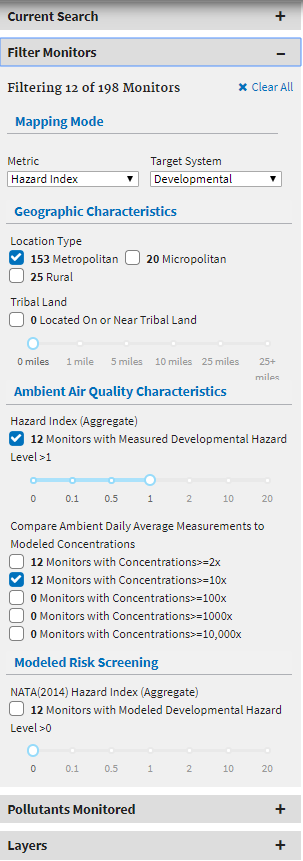 Current Search +
Filter Monitors –
Filtering 12 of 198 Monitors ✖ Clear All
Mapping Mode
Metric Target System
Hazard Index ▼ Developmental ▼
Geographic Characteristics
Location Type
153 Metropolitan 20 Micropolitan
25 Rural
Tribal Land
0 Located On or Near Tribal Land
0 miles 1 mile 5 miles 10 miles 25 miles 25+
miles
Ambient Air Quality Characteristics
Hazard Index (Aggregate)
12 Monitors with Measured Developmental Hazard
Level >1
0 0.1 0.5 1 2 10 20
Compare Ambient Daily Average Measurements to
Modeled Concentrations
12 Monitors with Concentrations>=2x
12 Monitors with Concentrations>=10x
0 Monitors with Concentrations>=100x
0 Monitors with Concentrations>=1000x
0 Monitors with Concentrations>=10,000x
Modeled Risk Screening
NATA(2014) Hazard Index (Aggregate)
12 Monitors with Modeled Developmental Hazard
Level >0
0 0.1 0.5 1 2 10 20
Pollutants Monitored +
Layers +